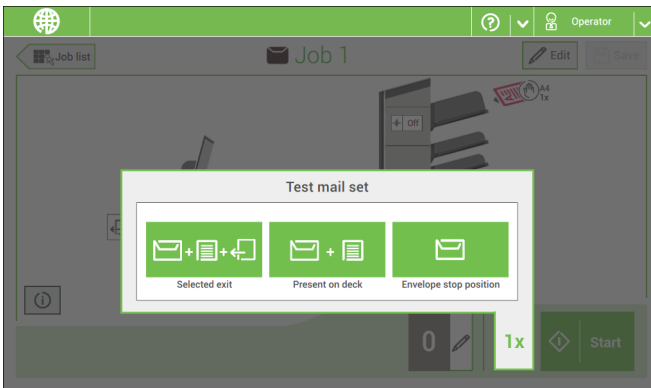 Operator
Job list
Job 1
Edit
Save
A4
1x
Off
Test mail set
Selected exit
Present on deck
Envelope stop position
0
1x
Start